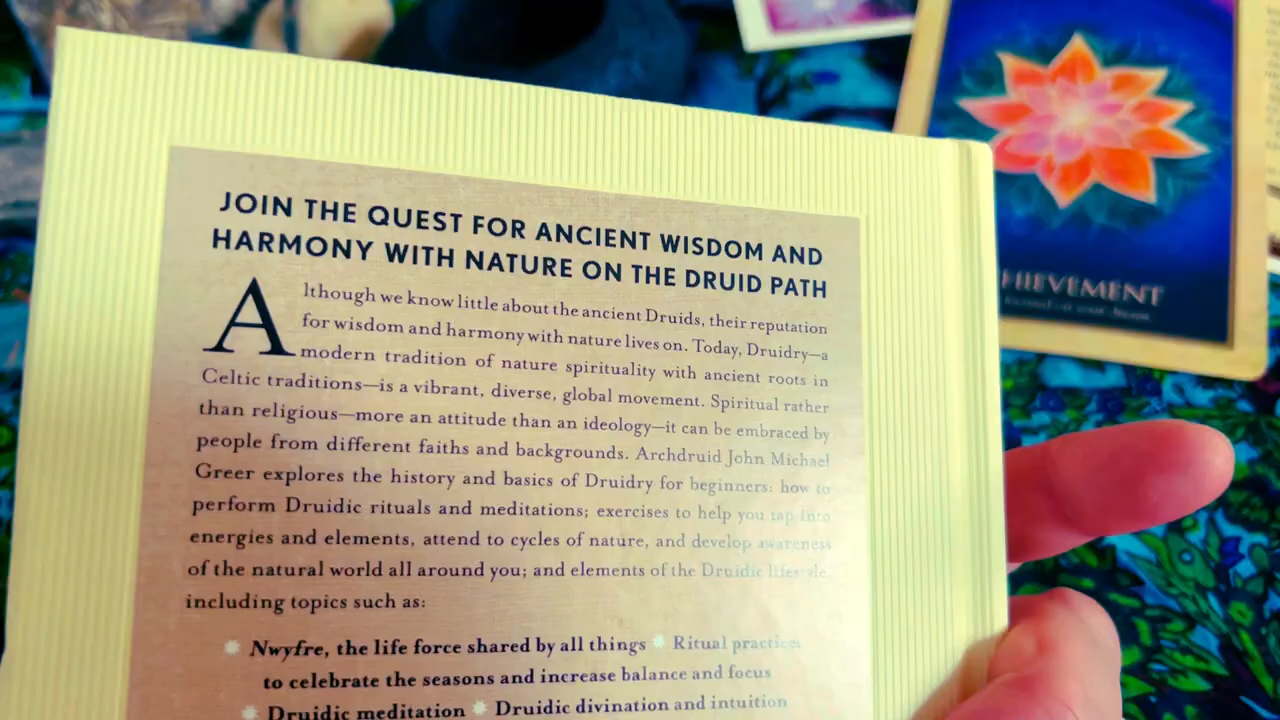 JOIN THE QUEST FOR ANCIENT WISDOM AND
HARMONY WITH NATURE ON THE DRUID PATH
Although we know little about the ancient Druids, their reputation
for wisdom and harmony with nature lives on. Today, Druidry—a
modern tradition of nature spirituality with ancient roots in
Celtic traditions—is a vibrant, diverse, global movement. Spiritual rather
than religious—more an attitude than an ideology—it can be embraced by
people from different faiths and backgrounds. Archdruid John Michael
Greer explores the history and basics of Druidry for beginners: how to
perform Druidic rituals and meditations; exercises to help you tap into
energies and elements, attend to cycles of nature, and develop awareness
of the natural world all around you; and elements of the Druidic lifestyle,
including topics such as:
Nwyfre, the life force shared by all things Ritual practices
to celebrate the seasons and increase balance and focus
Druidic meditation Druidic divination and intuition
HIEVEMENT